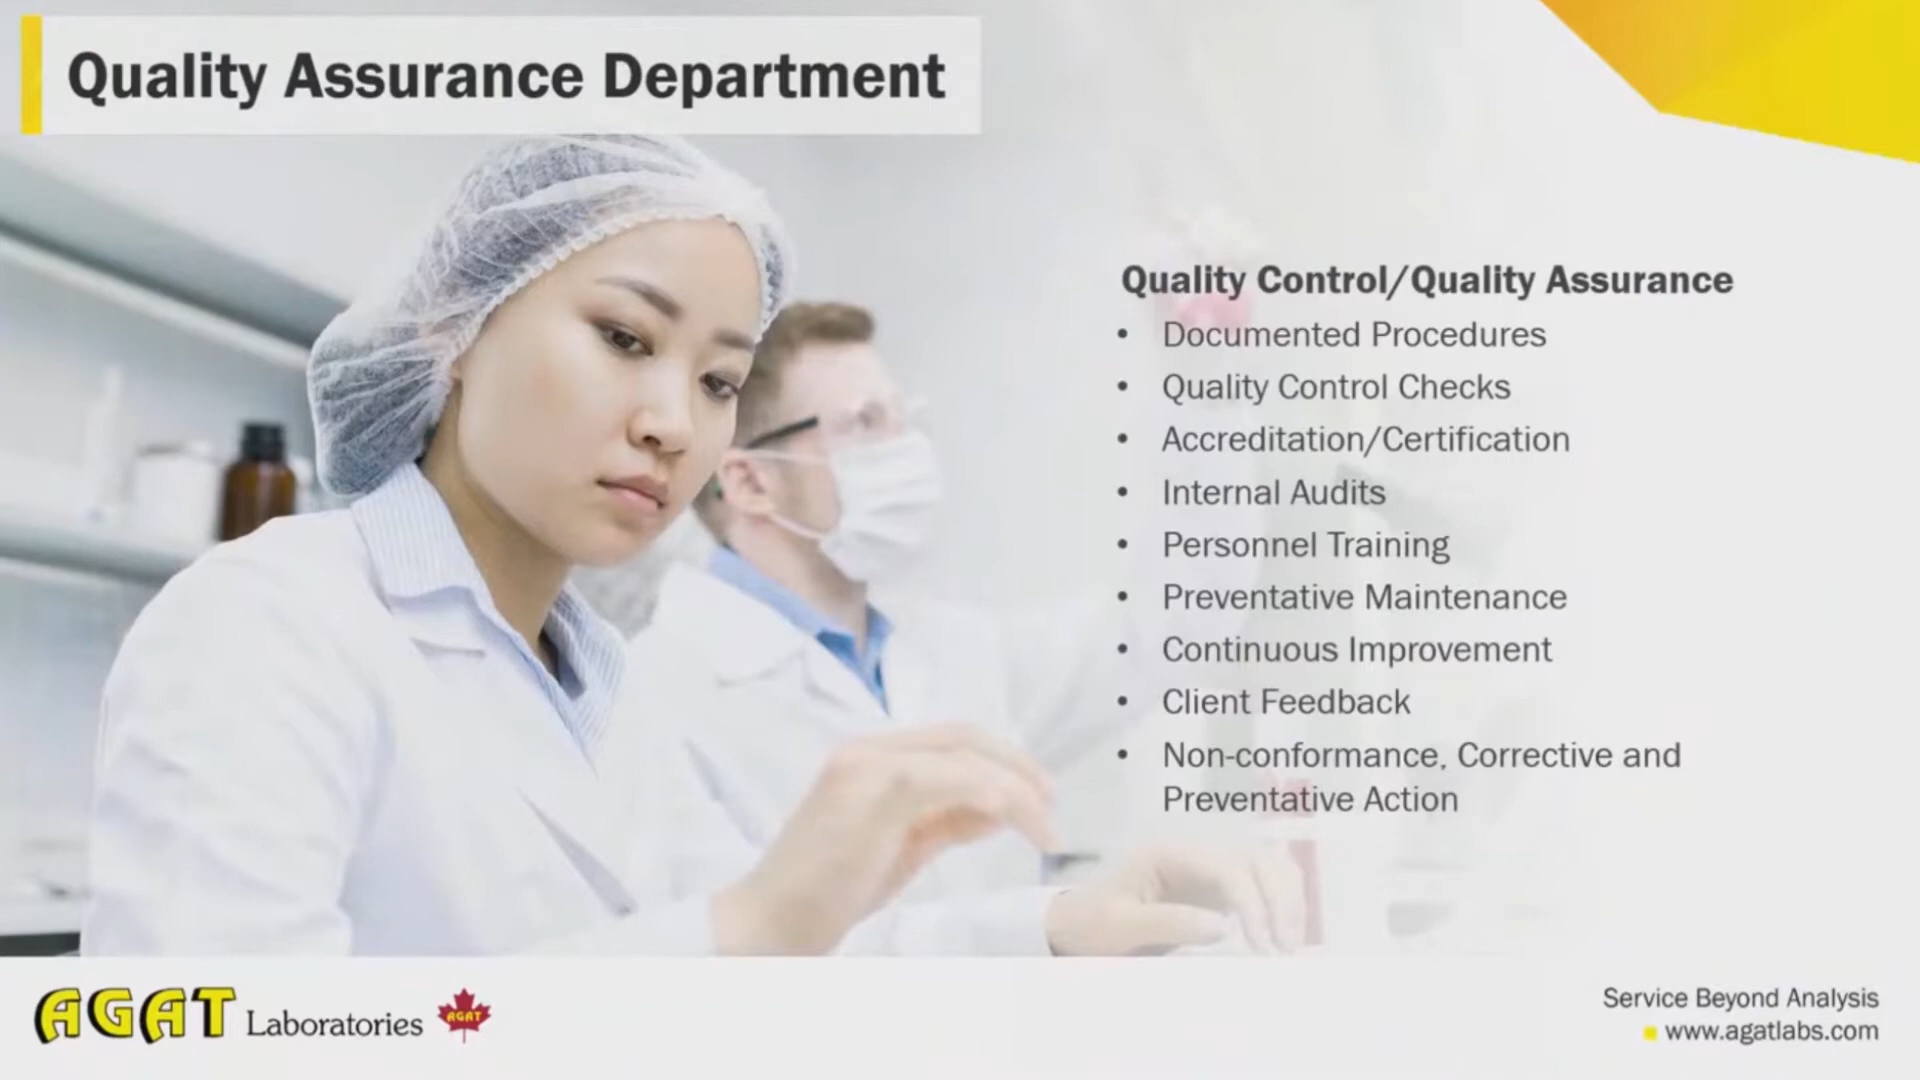 Quality Assurance Department
Quality Control/Quality Assurance
• Documented Procedures
• Quality Control Checks
• Accreditation/Certification
• Internal Audits
• Personnel Training
• Preventative Maintenance
• Continuous Improvement
• Client Feedback
• Non-conformance, Corrective and
Preventative Action
AGAT Laboratories AGAT
Service Beyond Analysis
www.agatlabs.com